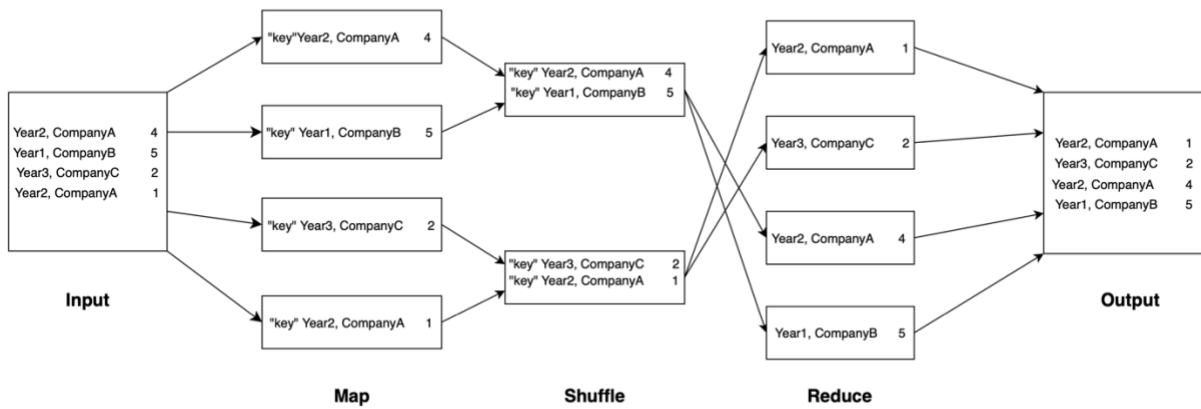 Year2, CompanyA 4
Year1, CompanyB 5
Year3, CompanyC 2
Year2, CompanyA 1
Input
"key"Year2, CompanyA 4
"key" Year1, CompanyB 5
"key" Year3, CompanyC 2
"key" Year2, CompanyA 1
Map
"key" Year2, CompanyA 4
"key" Year1, CompanyB 5
"key" Year3, CompanyC 2
"key" Year2, CompanyA 1
Shuffle
Year2, CompanyA 1
Year3, CompanyC 2
Year2, CompanyA 4
Year1, CompanyB 5
Reduce
Year2, CompanyA 1
Year3, CompanyC 2
Year2, CompanyA 4
Year1, CompanyB 5
Output